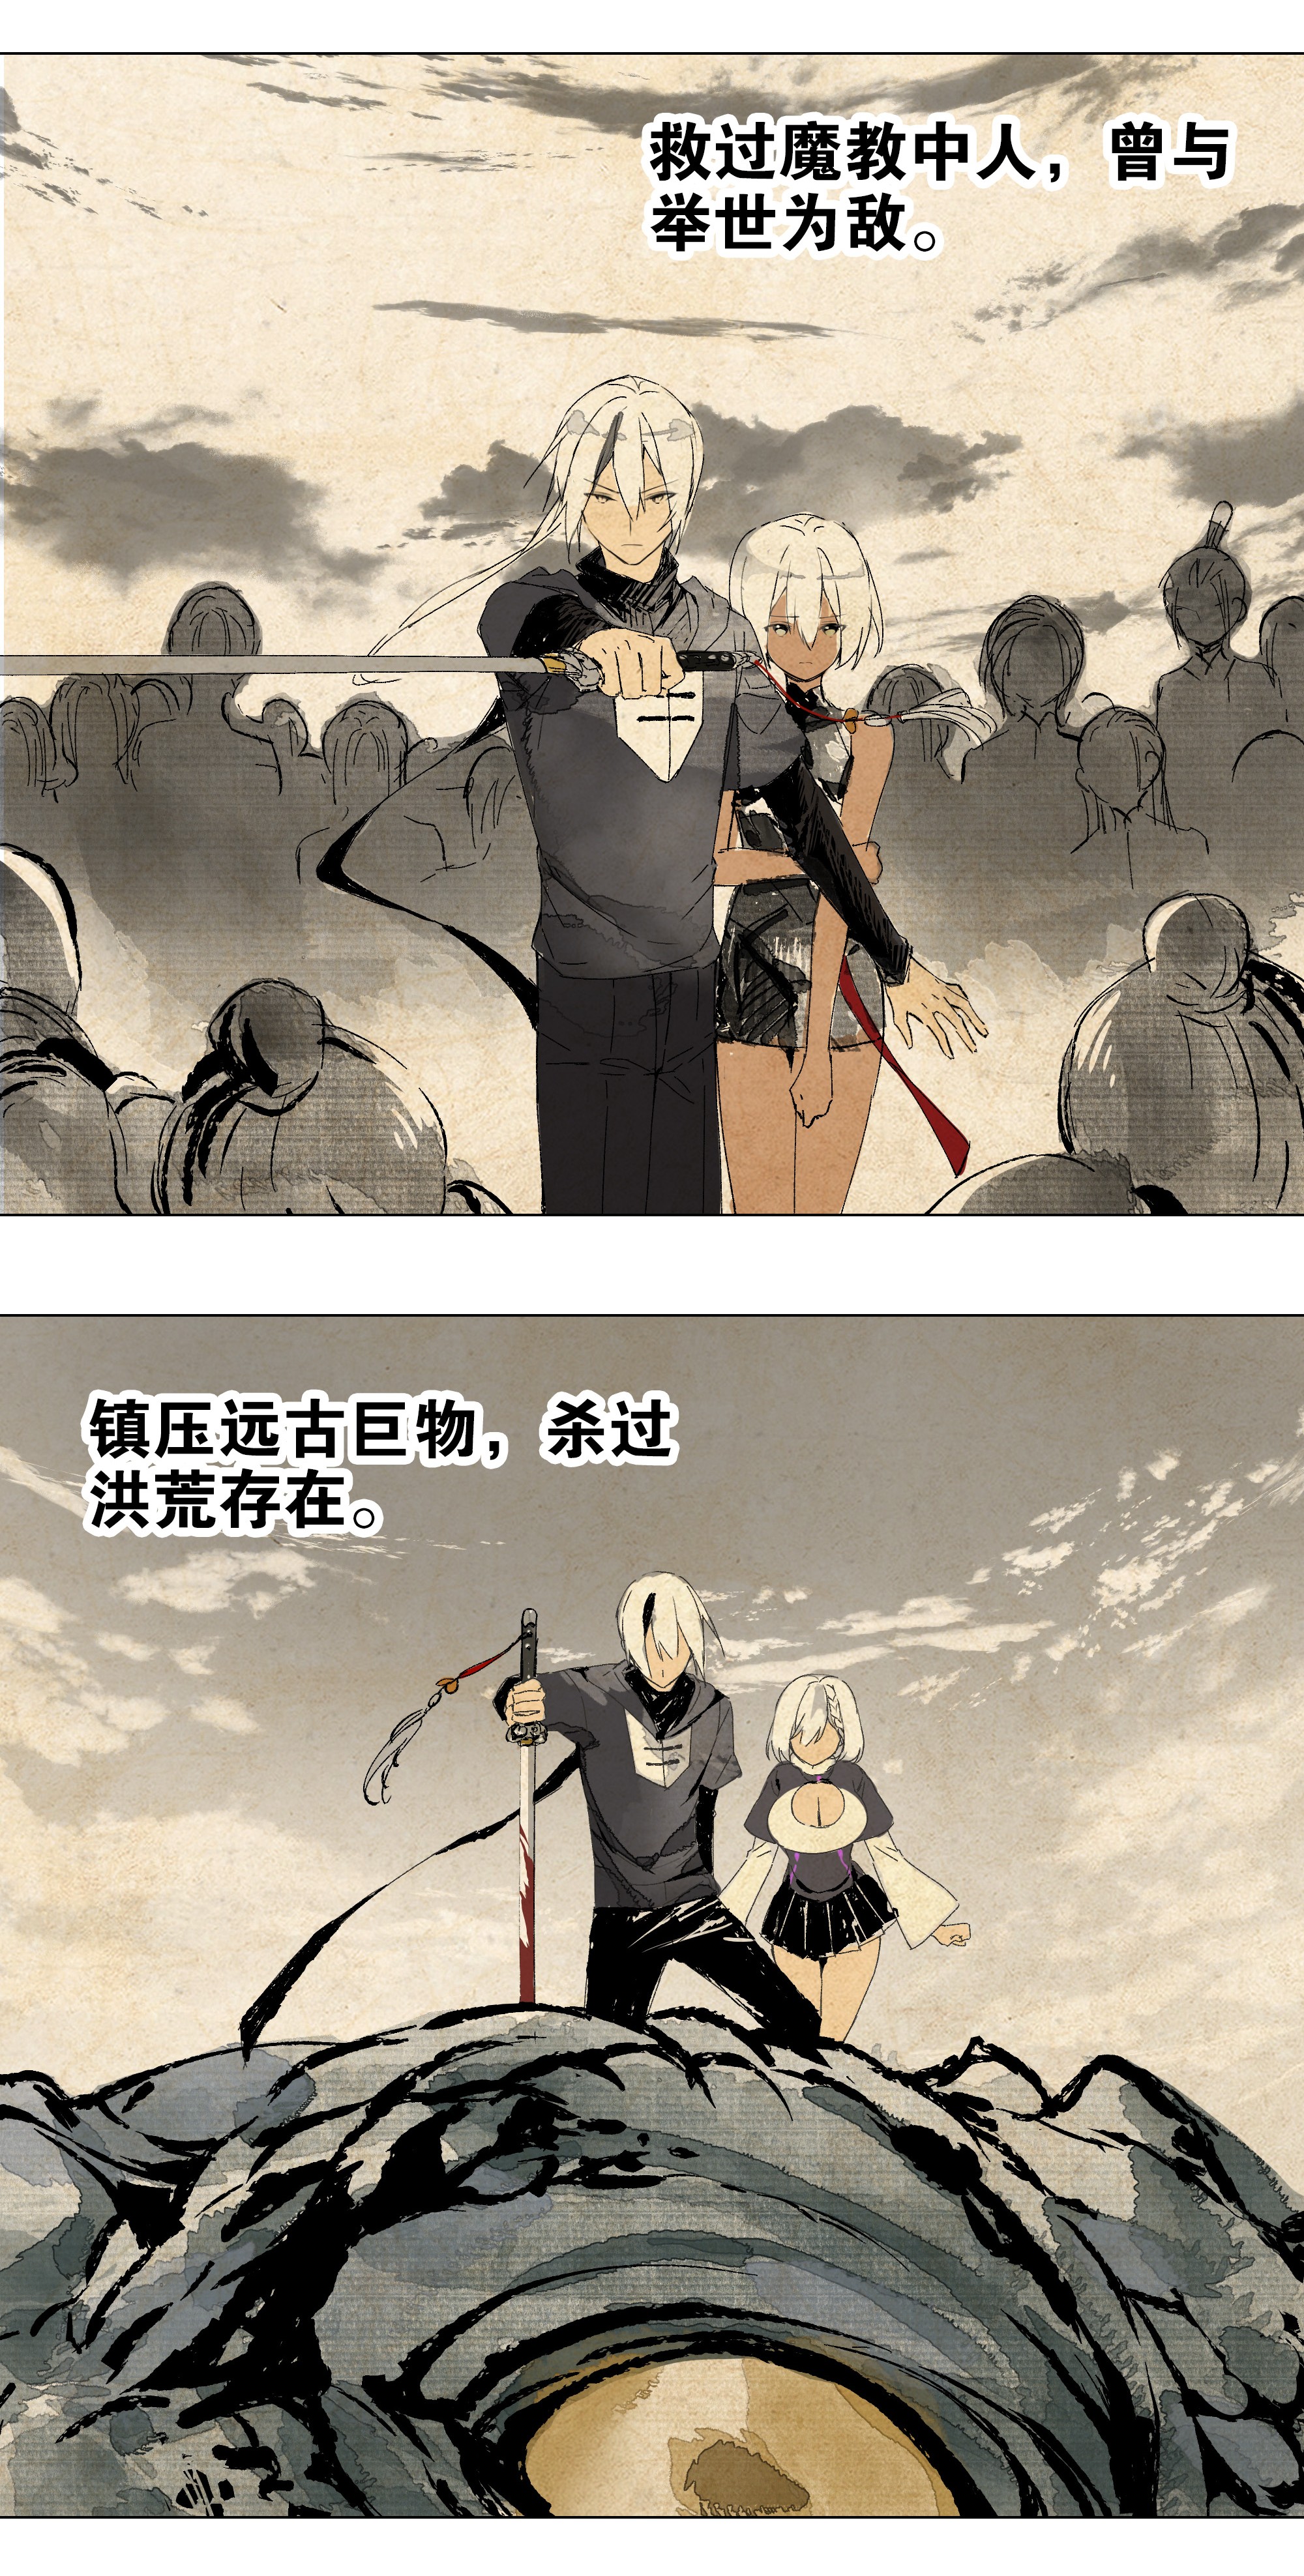 救过魔教中人，曾与
举世为敌。
镇压远古巨物，杀过
洪荒存在。